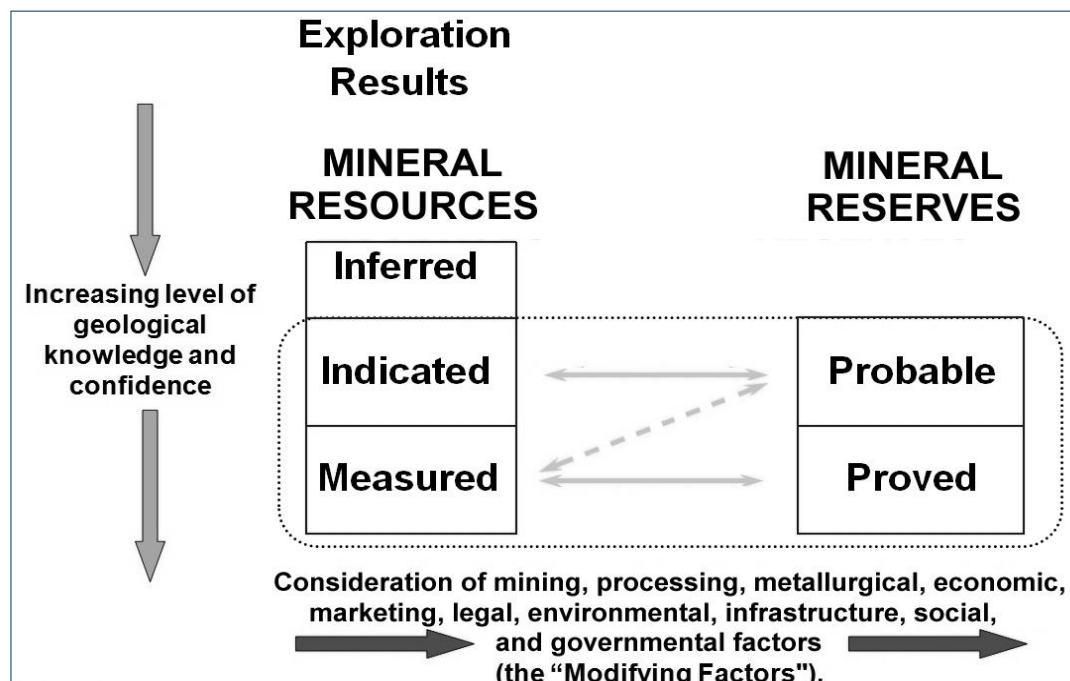 Exploration
Results
MINERAL
RESOURCES
MINERAL
RESERVES
Inferred
Increasing level of
geological
knowledge and
confidence
Indicated
Probable
Measured
Proved
Consideration of mining, processing, metallurgical, economic,
marketing, legal, environmental, infrastructure, social,
and governmental factors
(the “Modifying Factors").